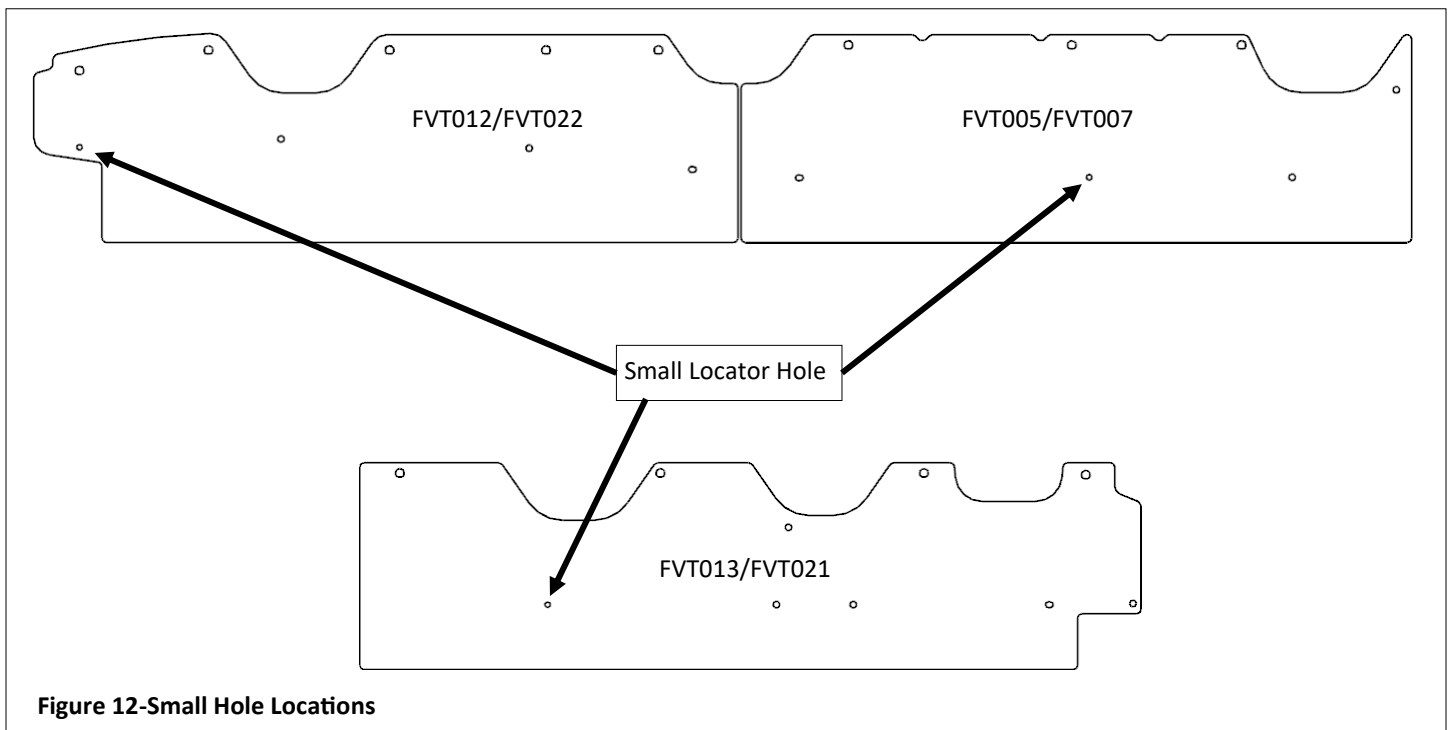 FVT012/FVT022
FVT005/FVT007
Small Locator Hole
FVT013/FVT021
Figure 12-Small Hole Locations